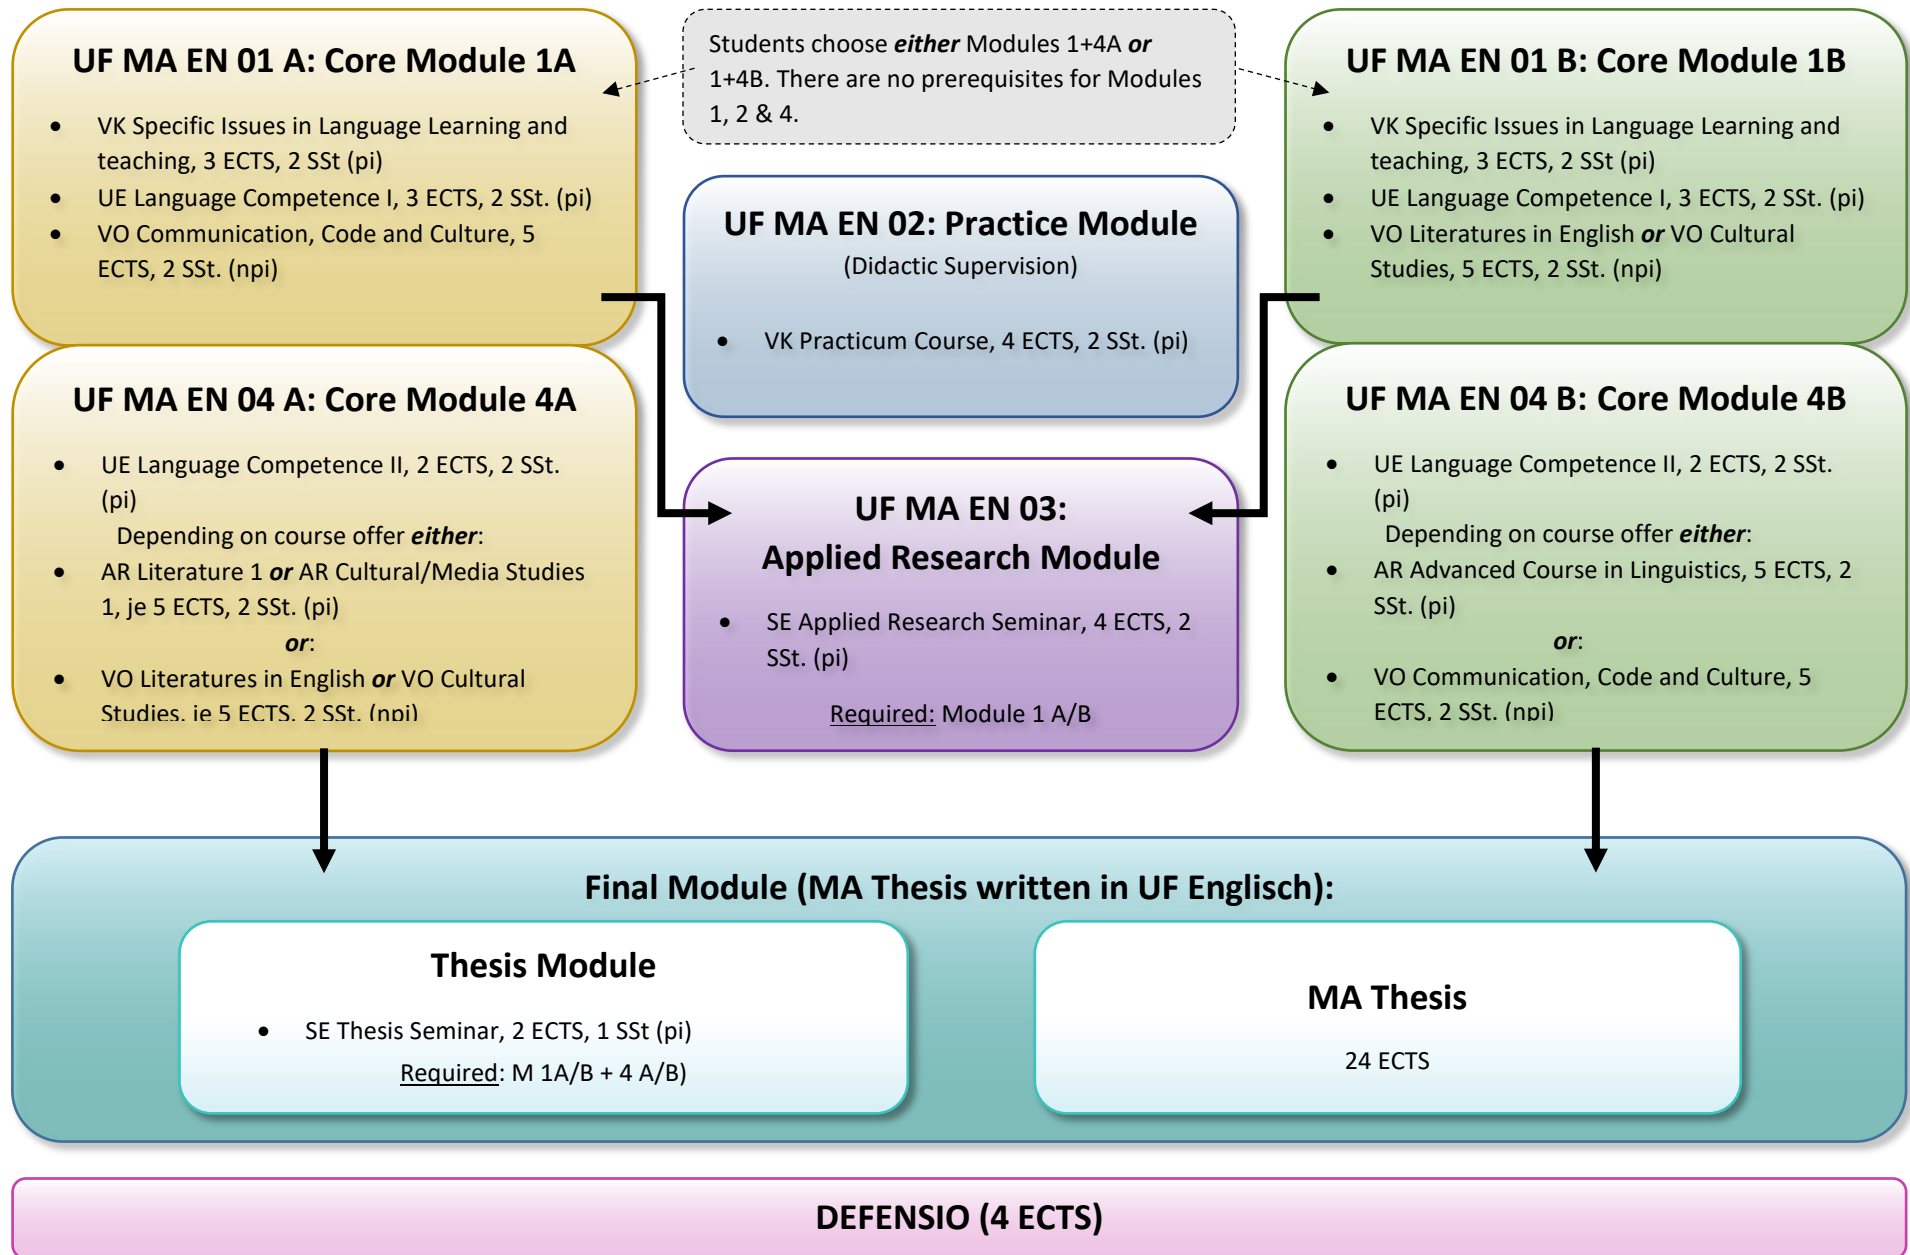 UF MA EN 01 A: Core Module 1A
• VK Specific Issues in Language Learning and
teaching, 3 ECTS, 2 SSt (pi)
• UE Language Competence I, 3 ECTS, 2 SSt. (pi)
• VO Communication, Code and Culture, 5
ECTS, 2 SSt. (npi)
Students choose either Modules 1+4A or
1+4B. There are no prerequisites for Modules
1, 2 & 4.
UF MA EN 01 B: Core Module 1B
• VK Specific Issues in Language Learning and
teaching, 3 ECTS, 2 SSt (pi)
• UE Language Competence I, 3 ECTS, 2 SSt. (pi)
• VO Literatures in English or VO Cultural
Studies, 5 ECTS, 2 SSt. (npi)
UF MA EN 02: Practice Module
(Didactic Supervision)
• VK Practicum Course, 4 ECTS, 2 SSt. (pi)
UF MA EN 04 A: Core Module 4A
• UE Language Competence II, 2 ECTS, 2 SSt.
(pi)
Depending on course offer either:
• AR Literature 1 or AR Cultural/Media Studies
1, je 5 ECTS, 2 SSt. (pi)
or:
• VO Literatures in English or VO Cultural
Studies, je 5 ECTS, 2 SSt. (npi)
UF MA EN 03:
Applied Research Module
• SE Applied Research Seminar, 4 ECTS, 2
SSt. (pi)
Required: Module 1 A/B
UF MA EN 04 B: Core Module 4B
• UE Language Competence II, 2 ECTS, 2 SSt.
(pi)
Depending on course offer either:
• AR Advanced Course in Linguistics, 5 ECTS, 2
SSt. (pi)
or:
• VO Communication, Code and Culture, 5
ECTS, 2 SSt. (npi)
Final Module (MA Thesis written in UF Englisch):
Thesis Module
• SE Thesis Seminar, 2 ECTS, 1 SSt (pi)
Required: M 1A/B + 4 A/B)
MA Thesis
24 ECTS
DEFENSIO (4 ECTS)